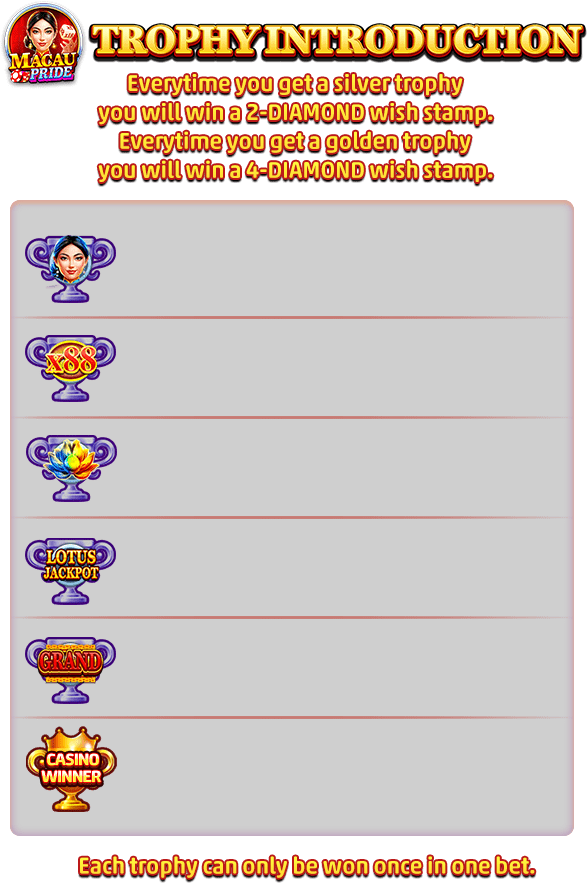 MACAU
PRIDE
TROPHY INTRODUCTION
Everytime you get a silver trophy
you will win a 2-DIAMOND wish stamp.
Everytime you get a golden trophy
you will win a 4-DIAMOND wish stamp.
x88
LOTUS
JACKPOT
GRAND
CASINO
WINNER
Each trophy can only be won once in one bet.